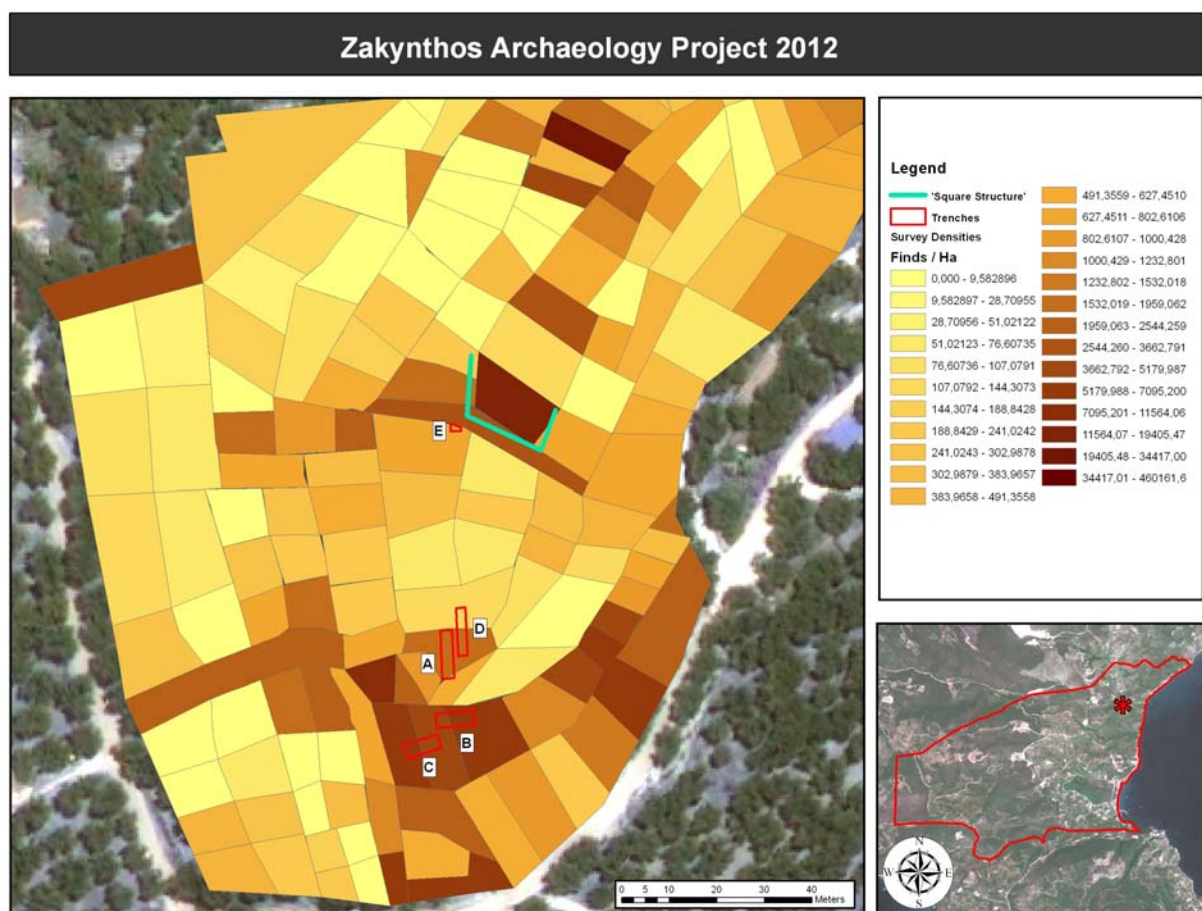 Zakynthos Archaeology Project 2012
E
D
A
B
C
0 5 10 20 30 40
Meters
Legend
'Square Structure'
Trenches
Survey Densities
Finds / Ha
0,000 - 9,582896
9,582897 - 28,70955
28,70956 - 51,02122
51,02123 - 76,60735
76,60736 - 107,0791
107,0792 - 144,3073
144,3074 - 188,8428
188,8429 - 241,0242
241,0243 - 302,9878
302,9879 - 383,9657
383,9658 - 491,3558
491,3559 - 627,4510
627,4511 - 802,6106
802,6107 - 1000,428
1000,429 - 1232,801
1232,802 - 1532,018
1532,019 - 1959,062
1959,063 - 2544,259
2544,260 - 3662,791
3662,792 - 5179,987
5179,988 - 7095,200
7095,201 - 11564,06
11564,07 - 19405,47
19405,48 - 34417,00
34417,01 - 460161,6
N
W E
S